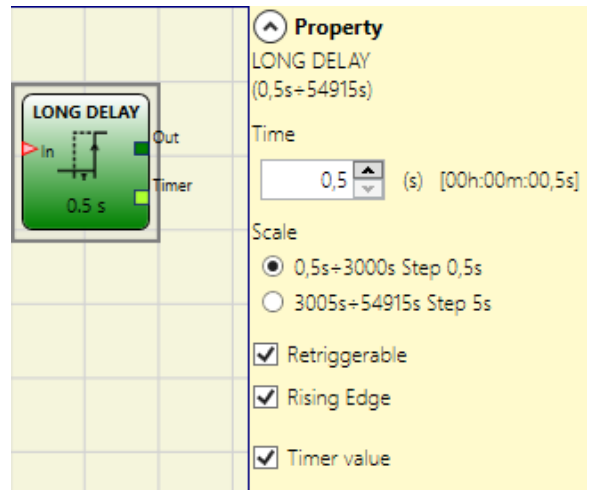 LONG DELAY
In
Out
Timer
0.5 s
Property
LONG DELAY
(0,5s÷54915s)
Time
0,5 (s) [00h:00m:00,5s]
Scale
0,5s÷3000s Step 0,5s
3005s÷54915s Step 5s
Retriggerable
Rising Edge
Timer value